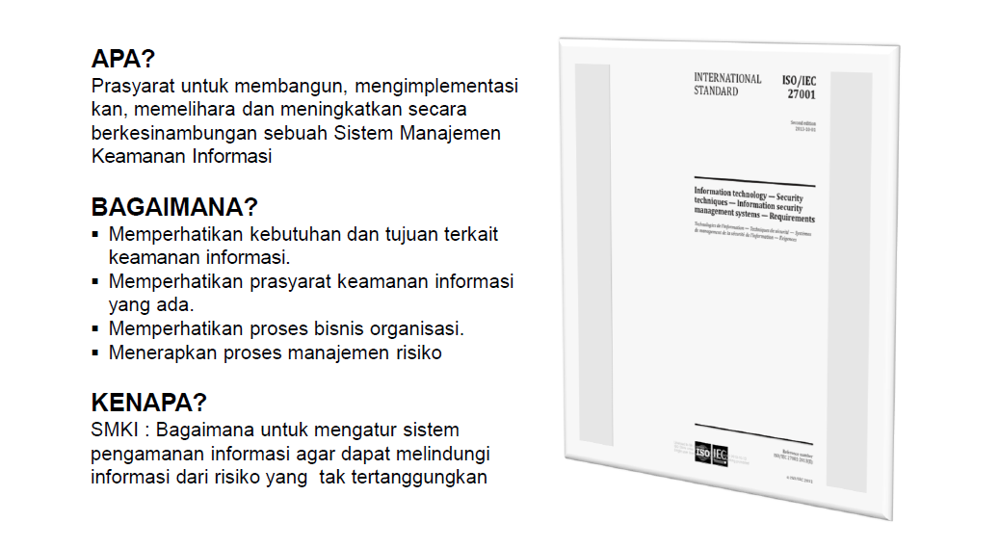 APA?
Prasyarat untuk membangun, mengimplementasi
kan, memelihara dan meningkatkan secara
berkesinambungan sebuah Sistem Manajemen
Keamanan Informasi
BAGAIMANA?
▪ Memperhatikan kebutuhan dan tujuan terkait
keamanan informasi.
▪ Memperhatikan prasyarat keamanan informasi
yang ada.
▪ Memperhatikan proses bisnis organisasi.
▪ Menerapkan proses manajemen risiko
KENAPA?
SMKI : Bagaimana untuk mengatur sistem
pengamanan informasi agar dapat melindungi
informasi dari risiko yang tak tertanggungkan
INTERNATIONAL
STANDARD
ISO/IEC
27001
Second edition
2013-10-01
Information technology — Security
techniques — Information security
management systems — Requirements
Technologies de l'information — Techniques de sécurité — Systèmes
de management de la sécurité de l'information — Exigences
ISO IEC
Reference number
ISO/IEC 27001:2013(E)
© ISO/IEC 2013